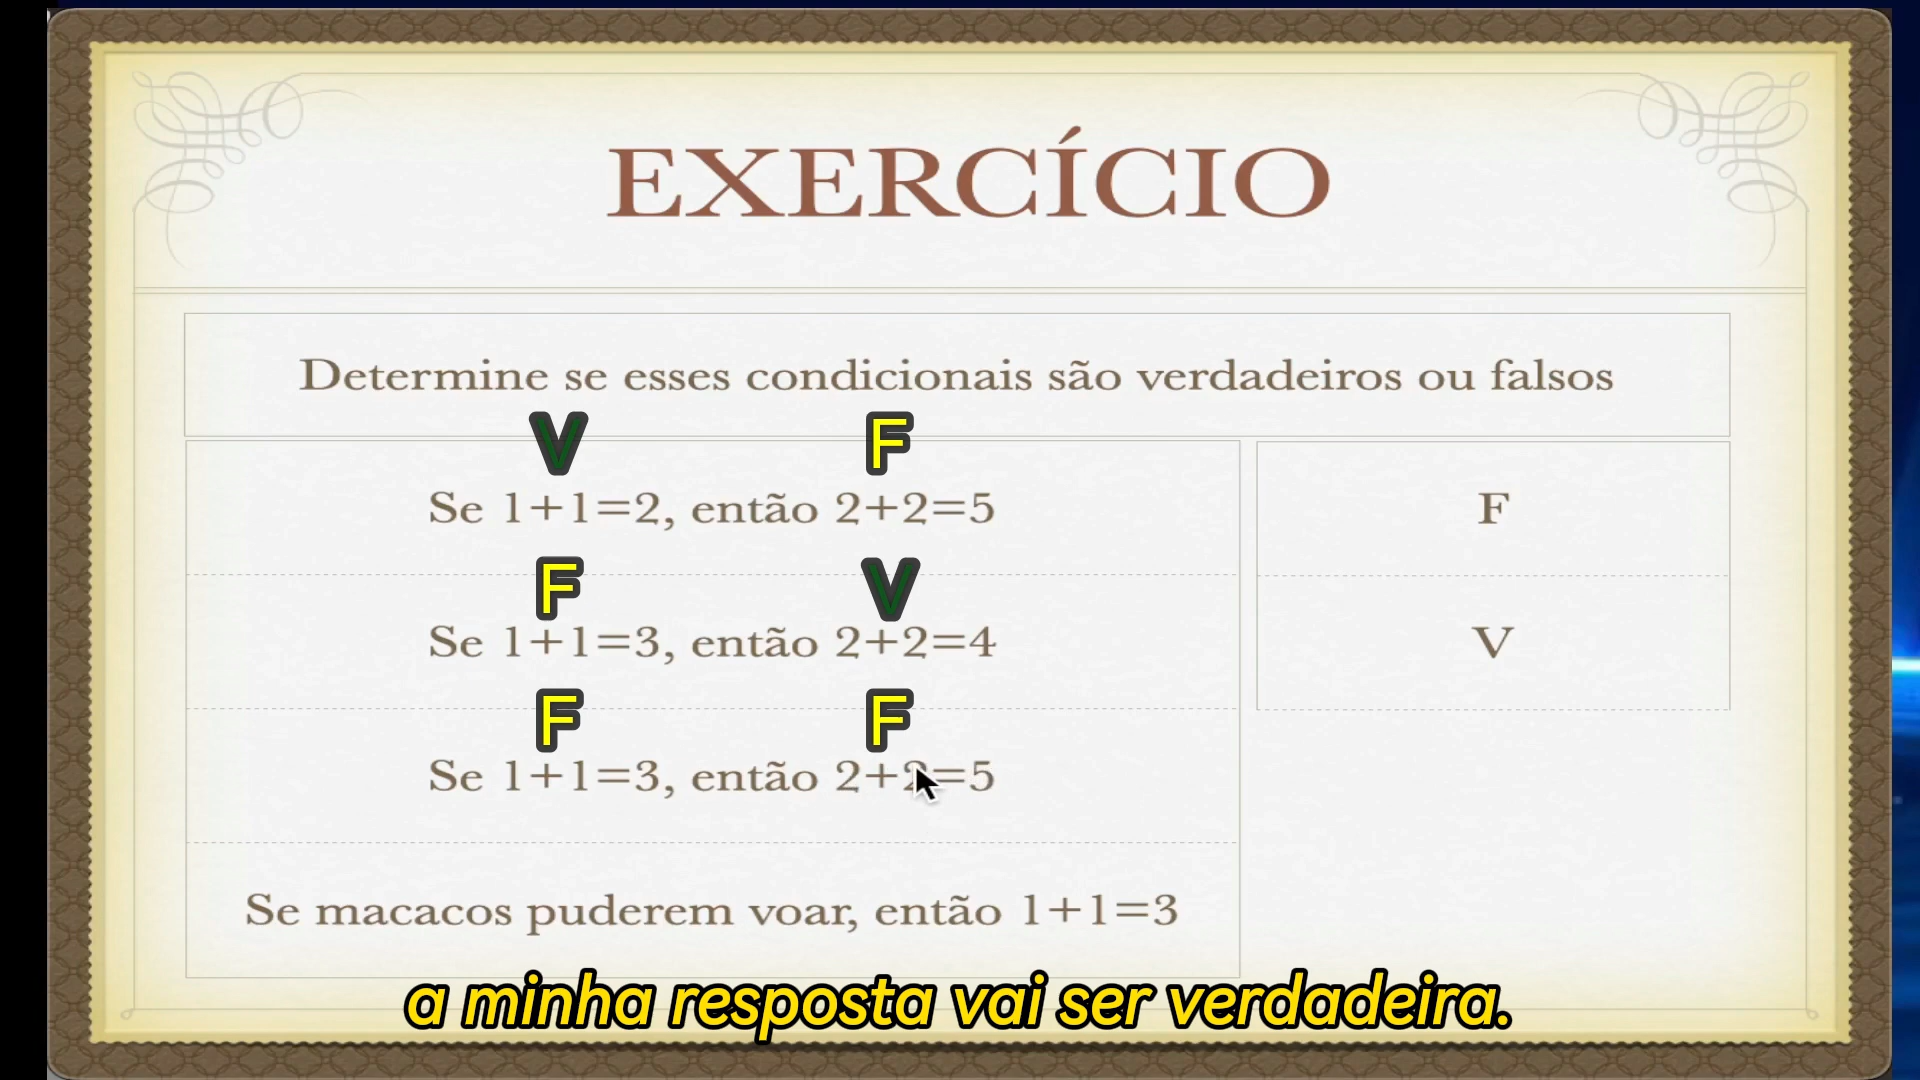 EXERCÍCIO
Determine se esses condicionais são verdadeiros ou falsos
V F
Se 1+1=2, então 2+2=5
F
F V
Se 1+1=3, então 2+2=4
V
F F
Se 1+1=3, então 2+2=5
Se macacos puderem voar, então 1+1=3
a minha resposta vai ser verdadeira.